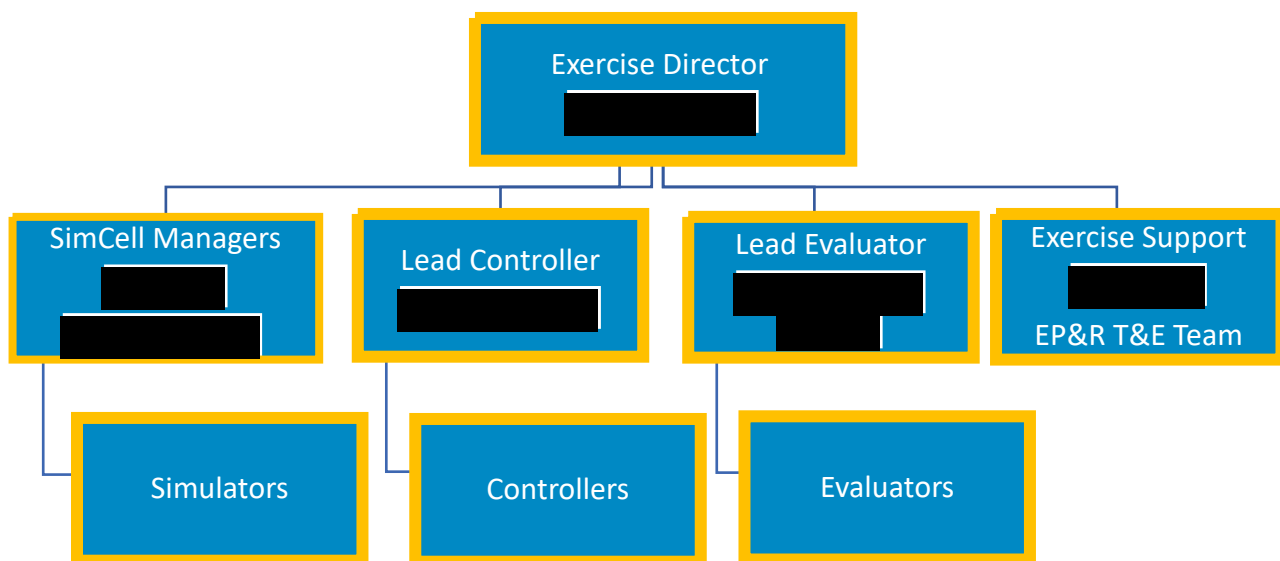 Exercise Director
SimCell Managers
Lead Controller
Lead Evaluator
Exercise Support
EP&R T&E Team
Simulators
Controllers
Evaluators